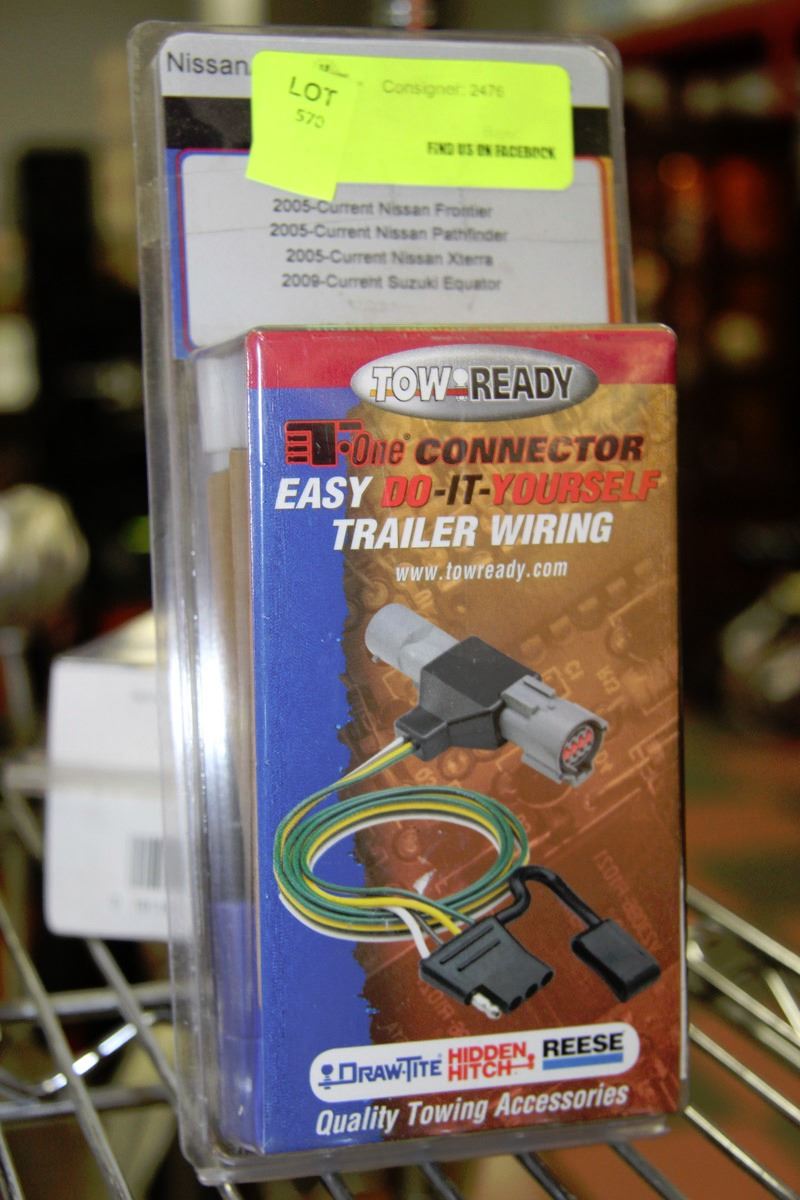 Nissan
LOT
570
Consigner: 2476
FIND US ON FACEBOOK
2005-Current Nissan Frontier
2005-Current Nissan Pathfinder
2005-Current Nissan Xterra
2009-Current Suzuki Equator
TOW READY
T-One® CONNECTOR
EASY DO-IT-YOURSELF
TRAILER WIRING
www.towready.com
DRAW-TITE® HIDDEN HITCH REESE
Quality Towing Accessories